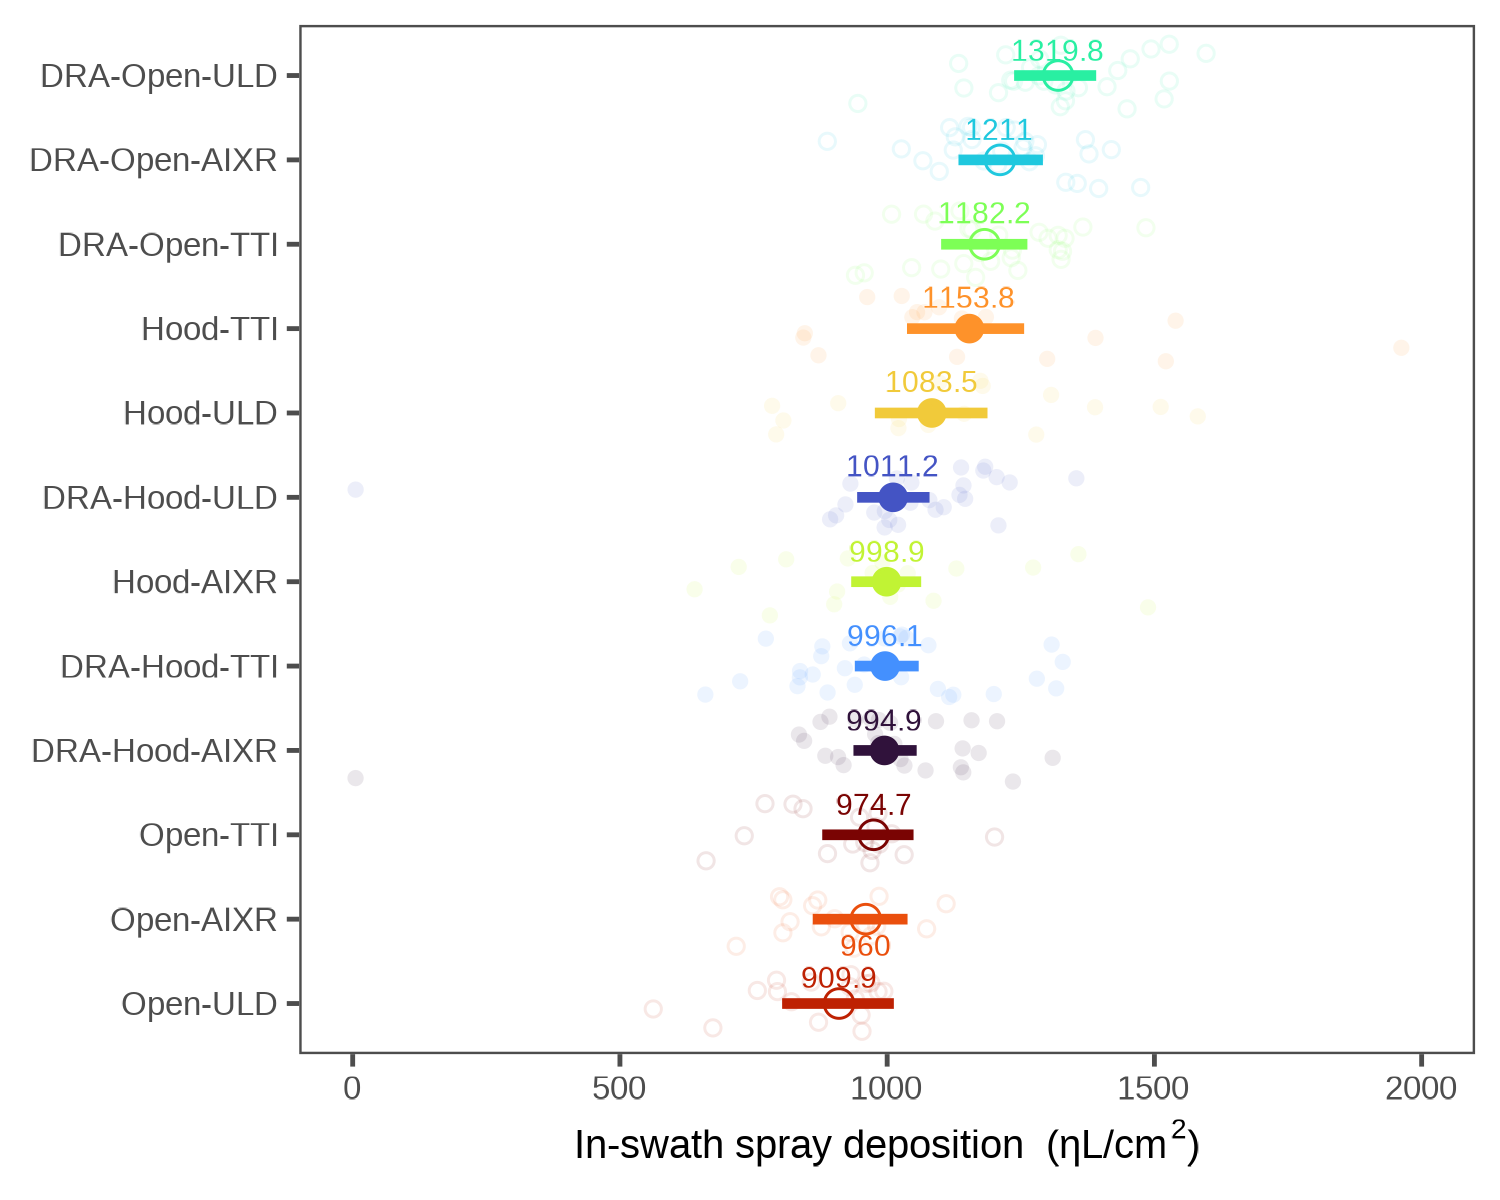 DRA-Open-ULD 1319.8
DRA-Open-AIXR 1211
DRA-Open-TTI 1182.2
Hood-TTI 1153.8
Hood-ULD 1083.5
DRA-Hood-ULD 1011.2
Hood-AIXR 998.9
DRA-Hood-TTI 996.1
DRA-Hood-AIXR 994.9
Open-TTI 974.7
Open-AIXR 960
Open-ULD 909.9
0 500 1000 1500 2000
In-swath spray deposition (ηL/cm²)